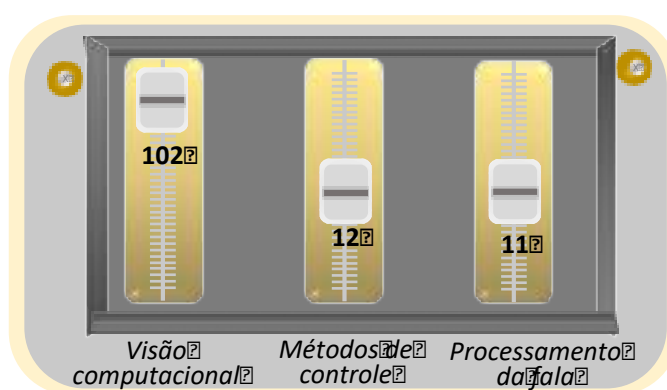 102
12
11
Visão
computacional
Métodos de
controle
Processamento
da fala